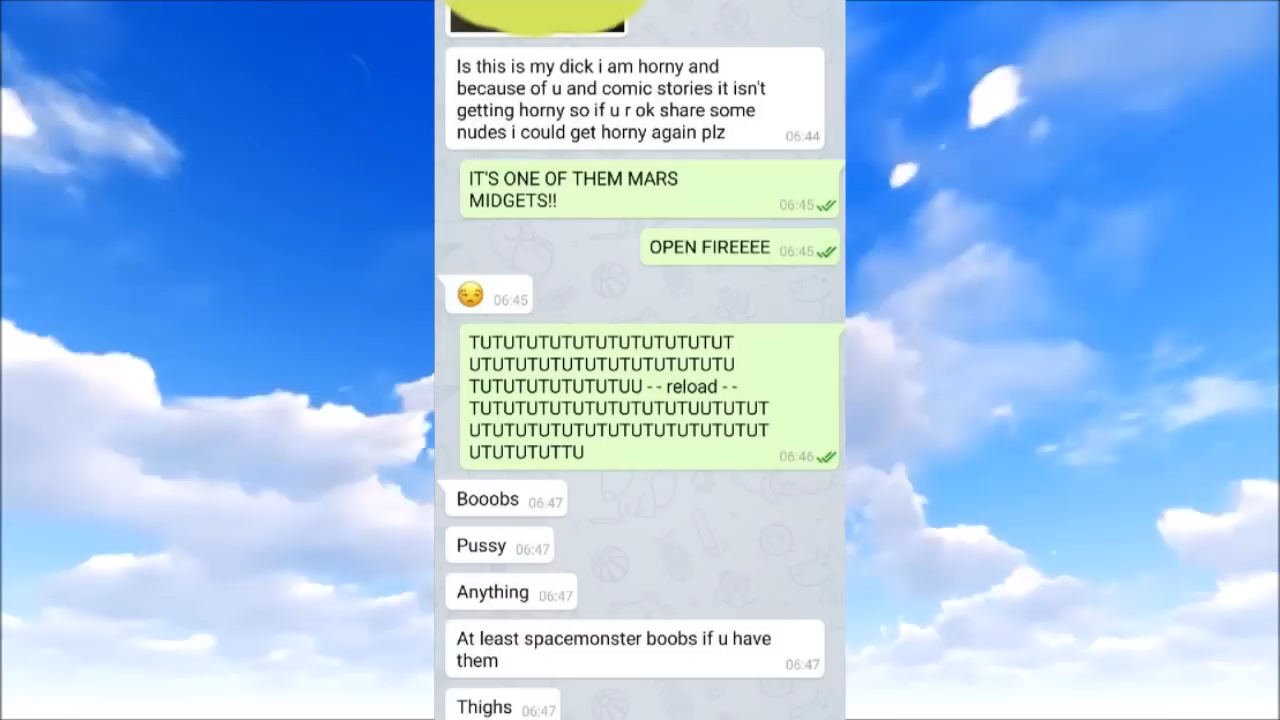 Is this is my dick i am horny and
because of u and comic stories it isn't
getting horny so if u r ok share some
nudes i could get horny again plz
06:44
IT'S ONE OF THEM MARS
MIDGETS!!
06:45
OPEN FIREEEE 06:45
😒 06:45
TUTUTUTUTUTUTUTUTUTUTUT
UTUTUTUTUTUTUTUTUTUTUTU
TUTUTUTUTUTUTUU - - reload - -
TUTUTUTUTUTUTUTUTUTUUTUTUT
UTUTUTUTUTUTUTUTUTUTUTUTUT
UTUTUTUTTU
06:46
Booobs 06:47
Pussy 06:47
Anything 06:47
At least spacemonster boobs if u have
them
06:47
Thighs 06:47